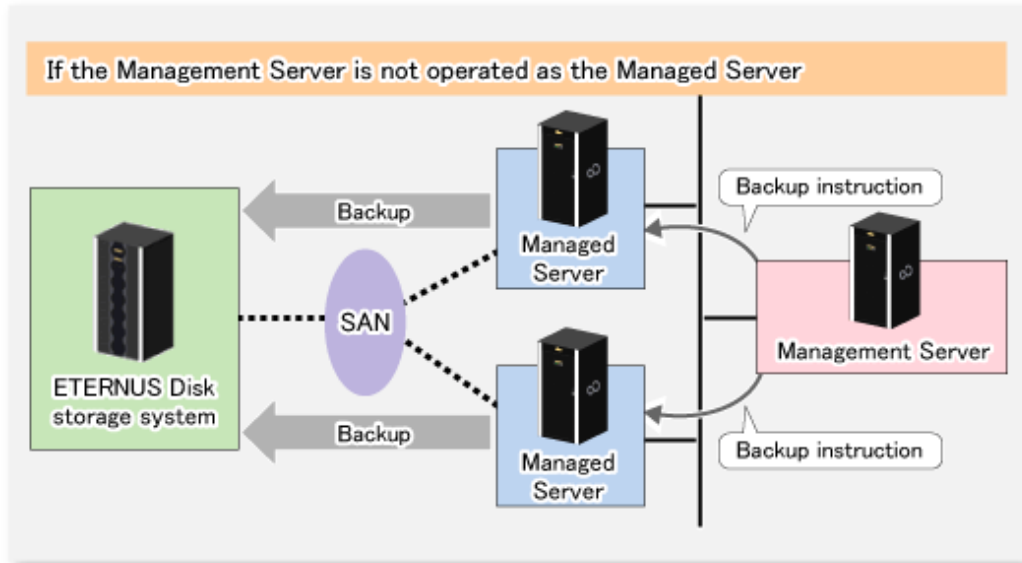 If the Management Server is not operated as the Managed Server
Backup instruction
Backup
Managed
Server
SAN
Management Server
ETERNUS Disk
storage system
Backup
Managed
Server
Backup instruction